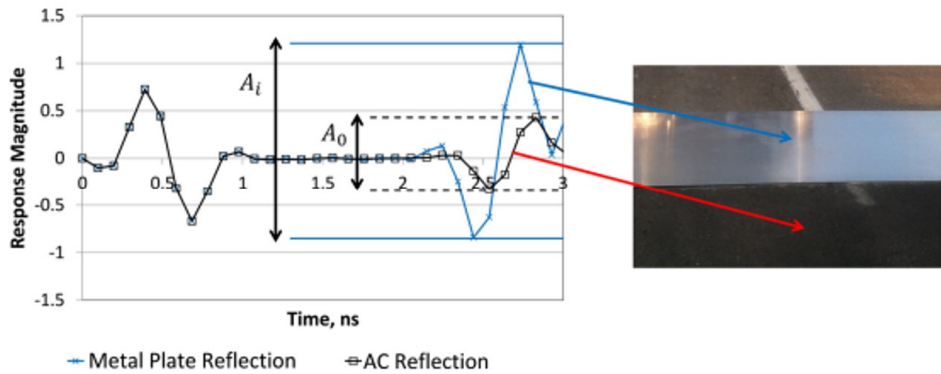 1.5
1
0.5
0
-0.5
-1
-1.5
Response Magnitude
A_i
A_0
0 0.5 1 1.5 2 2.5 3
Time, ns
Metal Plate Reflection AC Reflection